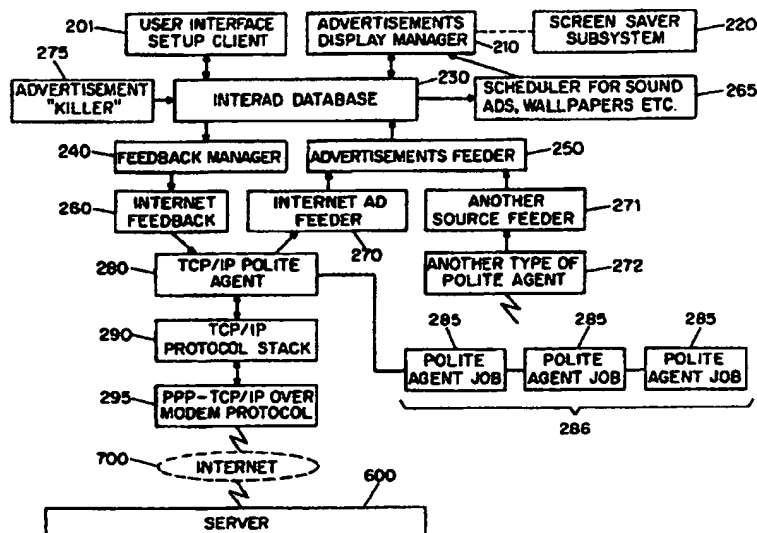 201
USER INTERFACE
SETUP CLIENT
ADVERTISEMENTS
DISPLAY MANAGER
210
SCREEN SAVER
SUBSYSTEM
220
275
ADVERTISEMENT
"KILLER"
230
INTERAD DATABASE
SCHEDULER FOR SOUND
ADS, WALLPAPERS ETC.
265
240
FEEDBACK MANAGER
ADVERTISEMENTS FEEDER
250
260
INTERNET
FEEDBACK
INTERNET AD
FEEDER
270
ANOTHER
SOURCE FEEDER
271
280
TCP/IP POLITE
AGENT
ANOTHER TYPE OF
POLITE AGENT
272
290
TCP/IP
PROTOCOL STACK
285
POLITE
AGENT JOB
285
POLITE
AGENT JOB
285
POLITE
AGENT JOB
286
295
PPP-TCP/IP OVER
MODEM PROTOCOL
700
INTERNET
600
SERVER